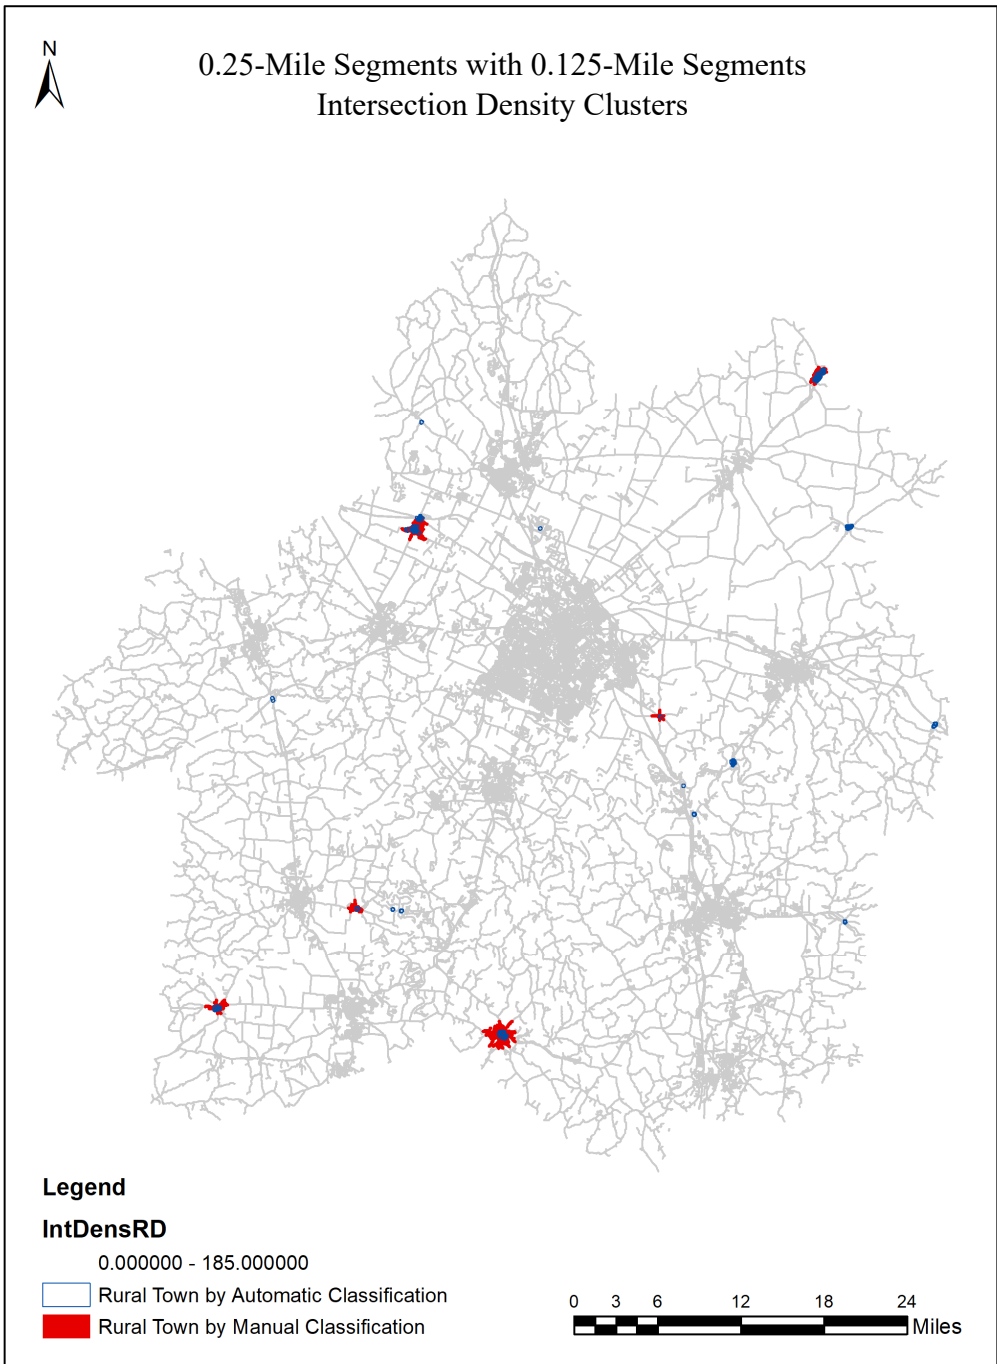 N
0.25-Mile Segments with 0.125-Mile Segments
Intersection Density Clusters
Legend
IntDensRD
0.000000 - 185.000000
Rural Town by Automatic Classification
Rural Town by Manual Classification
0 3 6 12 18 24
Miles